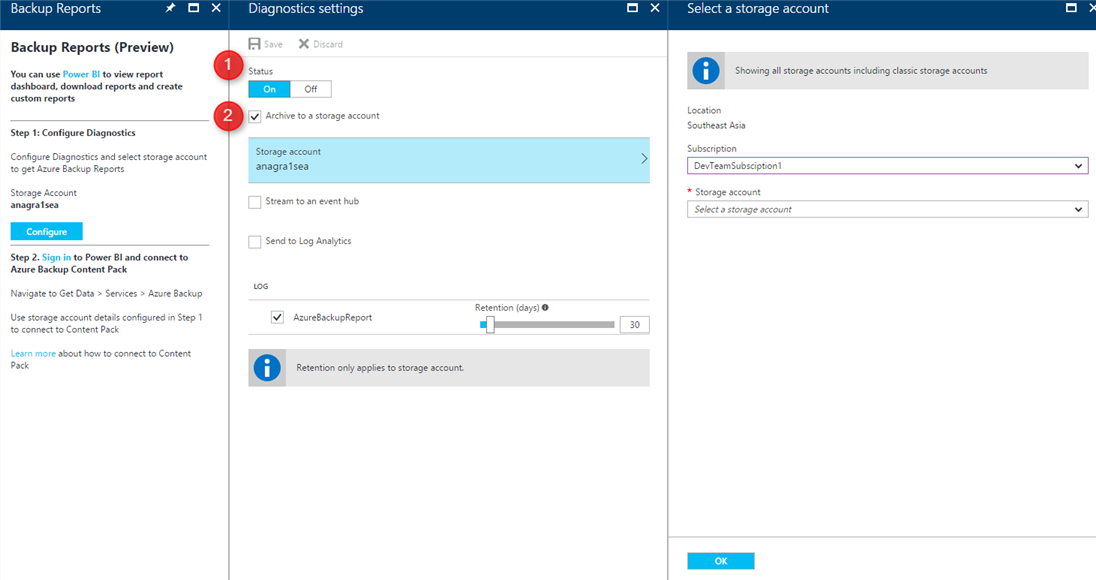 Backup Reports
Backup Reports (Preview)
You can use Power BI to view report
dashboard, download reports and create
custom reports
Step 1: Configure Diagnostics
Configure Diagnostics and select storage account
to get Azure Backup Reports
Storage Account
anagra1sea
Configure
Step 2. Sign in to Power BI and connect to
Azure Backup Content Pack
Navigate to Get Data > Services > Azure Backup
Use storage account details configured in Step 1
to connect to Content Pack
Learn more about how to connect to Content
Pack
Diagnostics settings
Save Discard
1
Status
On Off
2
Archive to a storage account
Storage account
anagra1sea
Stream to an event hub
Send to Log Analytics
LOG
Retention (days)
AzureBackupReport
30
Retention only applies to storage account.
Select a storage account
Showing all storage accounts including classic storage accounts
Location
Southeast Asia
Subscription
DevTeamSubsciption1
* Storage account
Select a storage account
OK